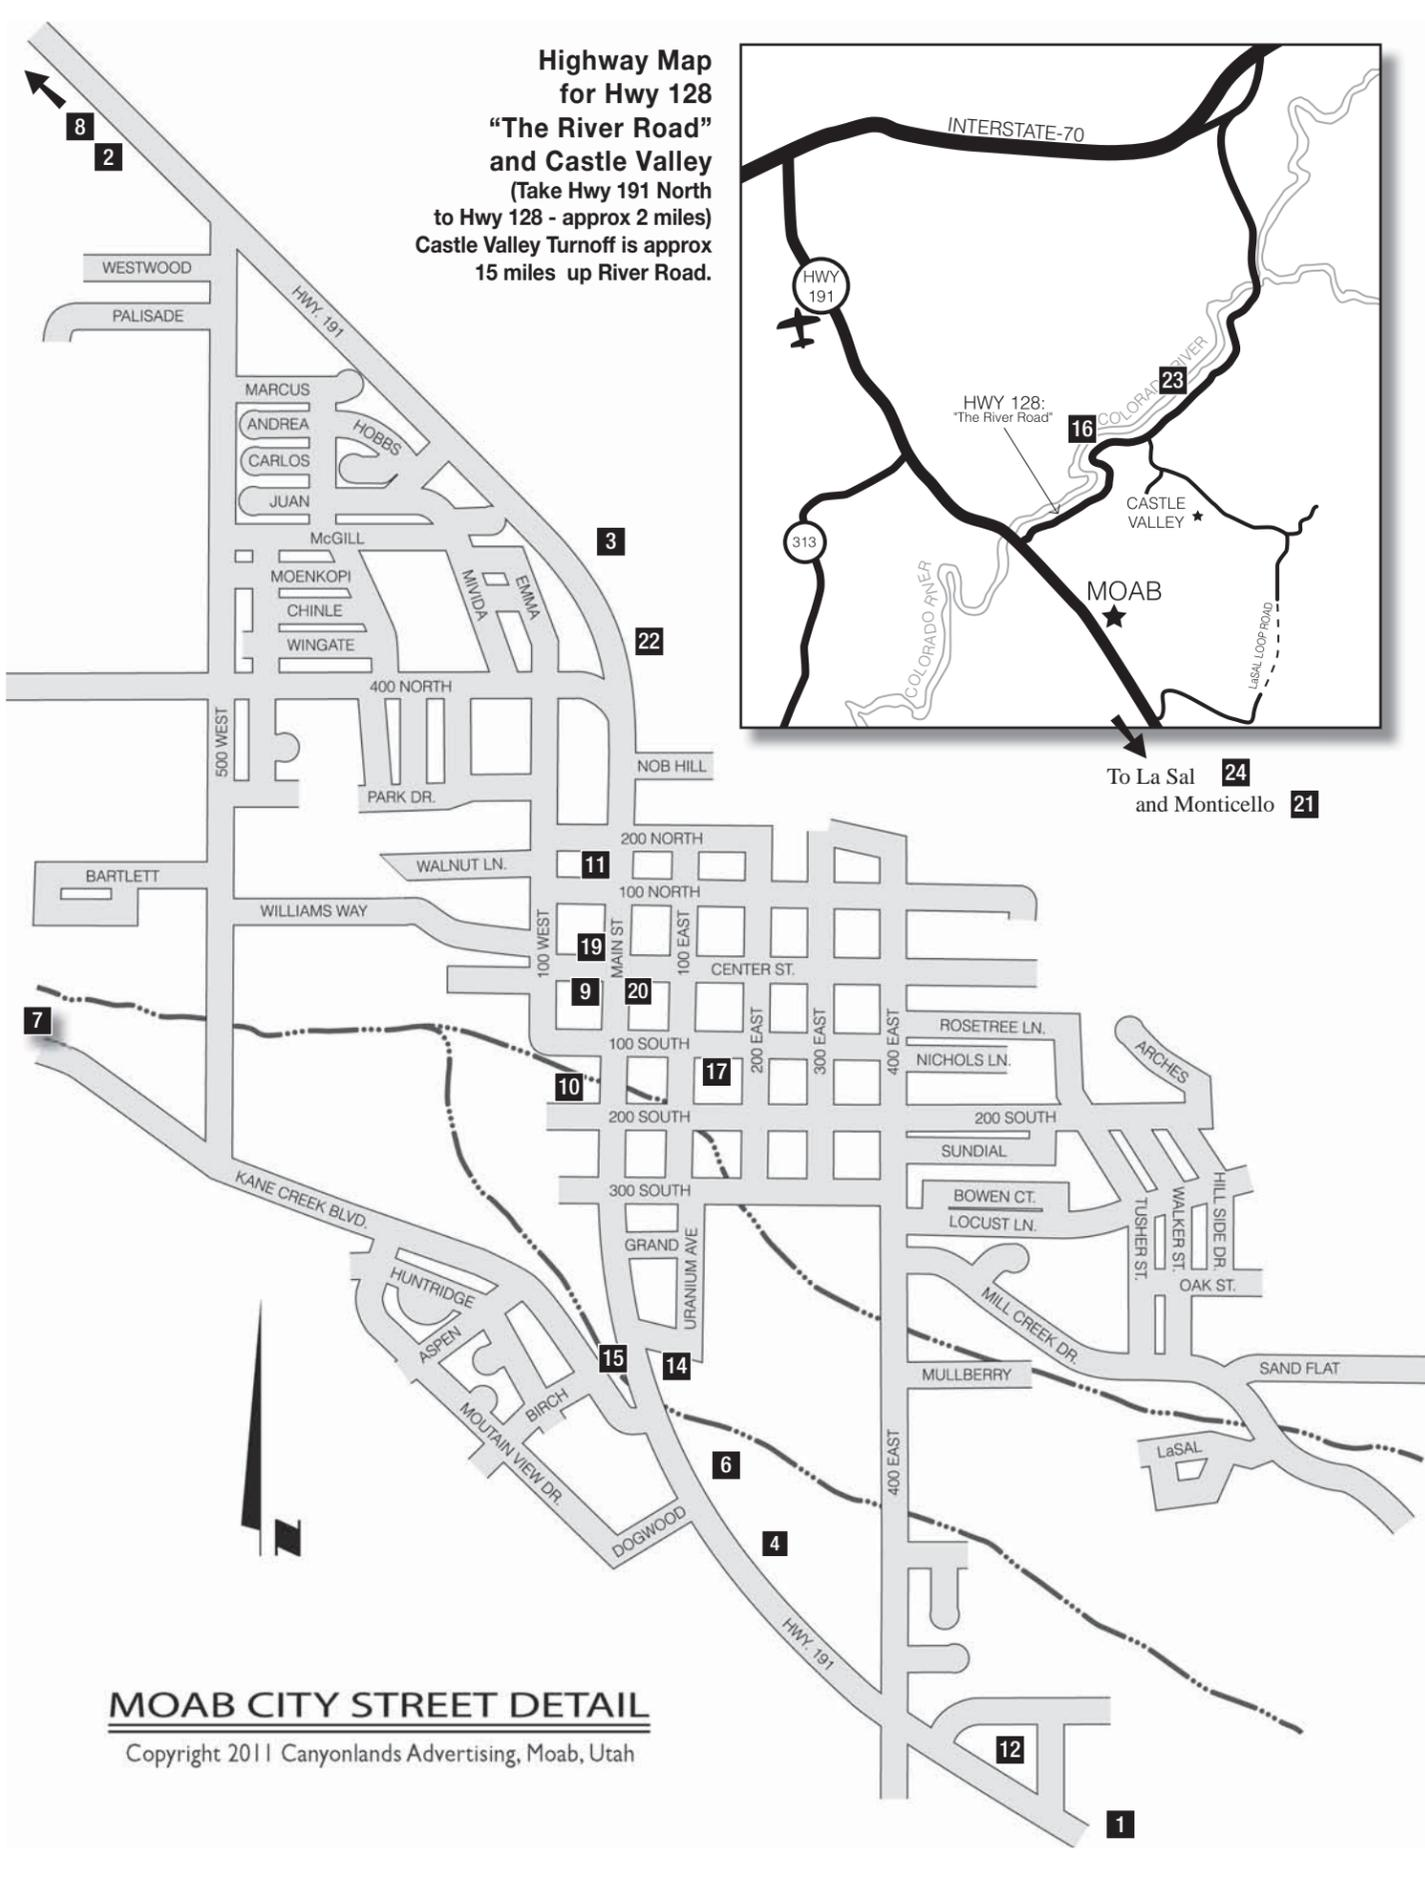 Highway Map
for Hwy 128
“The River Road”
and Castle Valley
(Take Hwy 191 North
to Hwy 128 - approx 2 miles)
Castle Valley Turnoff is approx
15 miles up River Road.
INTERSTATE-70
HWY
191
COLORADO RIVER
23
HWY 128:
"The River Road"
16
CASTLE
VALLEY
313
MOAB
COLORADO RIVER
LaSAL LOOP ROAD
To La Sal 24
and Monticello 21
8
2
WESTWOOD
PALISADE
HWY. 191
MARCUS
ANDREA
HOBBS
CARLOS
JUAN
McGILL
3
MOENKOPI
MIVIDA
EMMA
CHINLE
WINGATE
22
400 NORTH
500 WEST
NOB HILL
PARK DR.
200 NORTH
WALNUT LN.
11
BARTLETT
100 NORTH
WILLIAMS WAY
100 WEST
19
MAIN ST
100 EAST
CENTER ST.
9
20
7
200 EAST
300 EAST
400 EAST
ROSETREE LN.
100 SOUTH
NICHOLS LN.
ARCHES
10
17
200 SOUTH
200 SOUTH
SUNDIAL
KANE CREEK BLVD.
300 SOUTH
BOWEN CT.
LOCUST LN.
TUSHER ST.
WALKER ST.
HILL SIDE DR.
GRAND
URANIUM AVE
HUNTRIDGE
OAK ST.
MILL CREEK DR.
ASPEN
15
14
MULLBERRY
SAND FLAT
BIRCH
MOUTAIN VIEW DR.
400 EAST
LaSAL
6
DOGWOOD
4
HWY. 191
N
MOAB CITY STREET DETAIL
Copyright 2011 Canyonlands Advertising, Moab, Utah
12
1